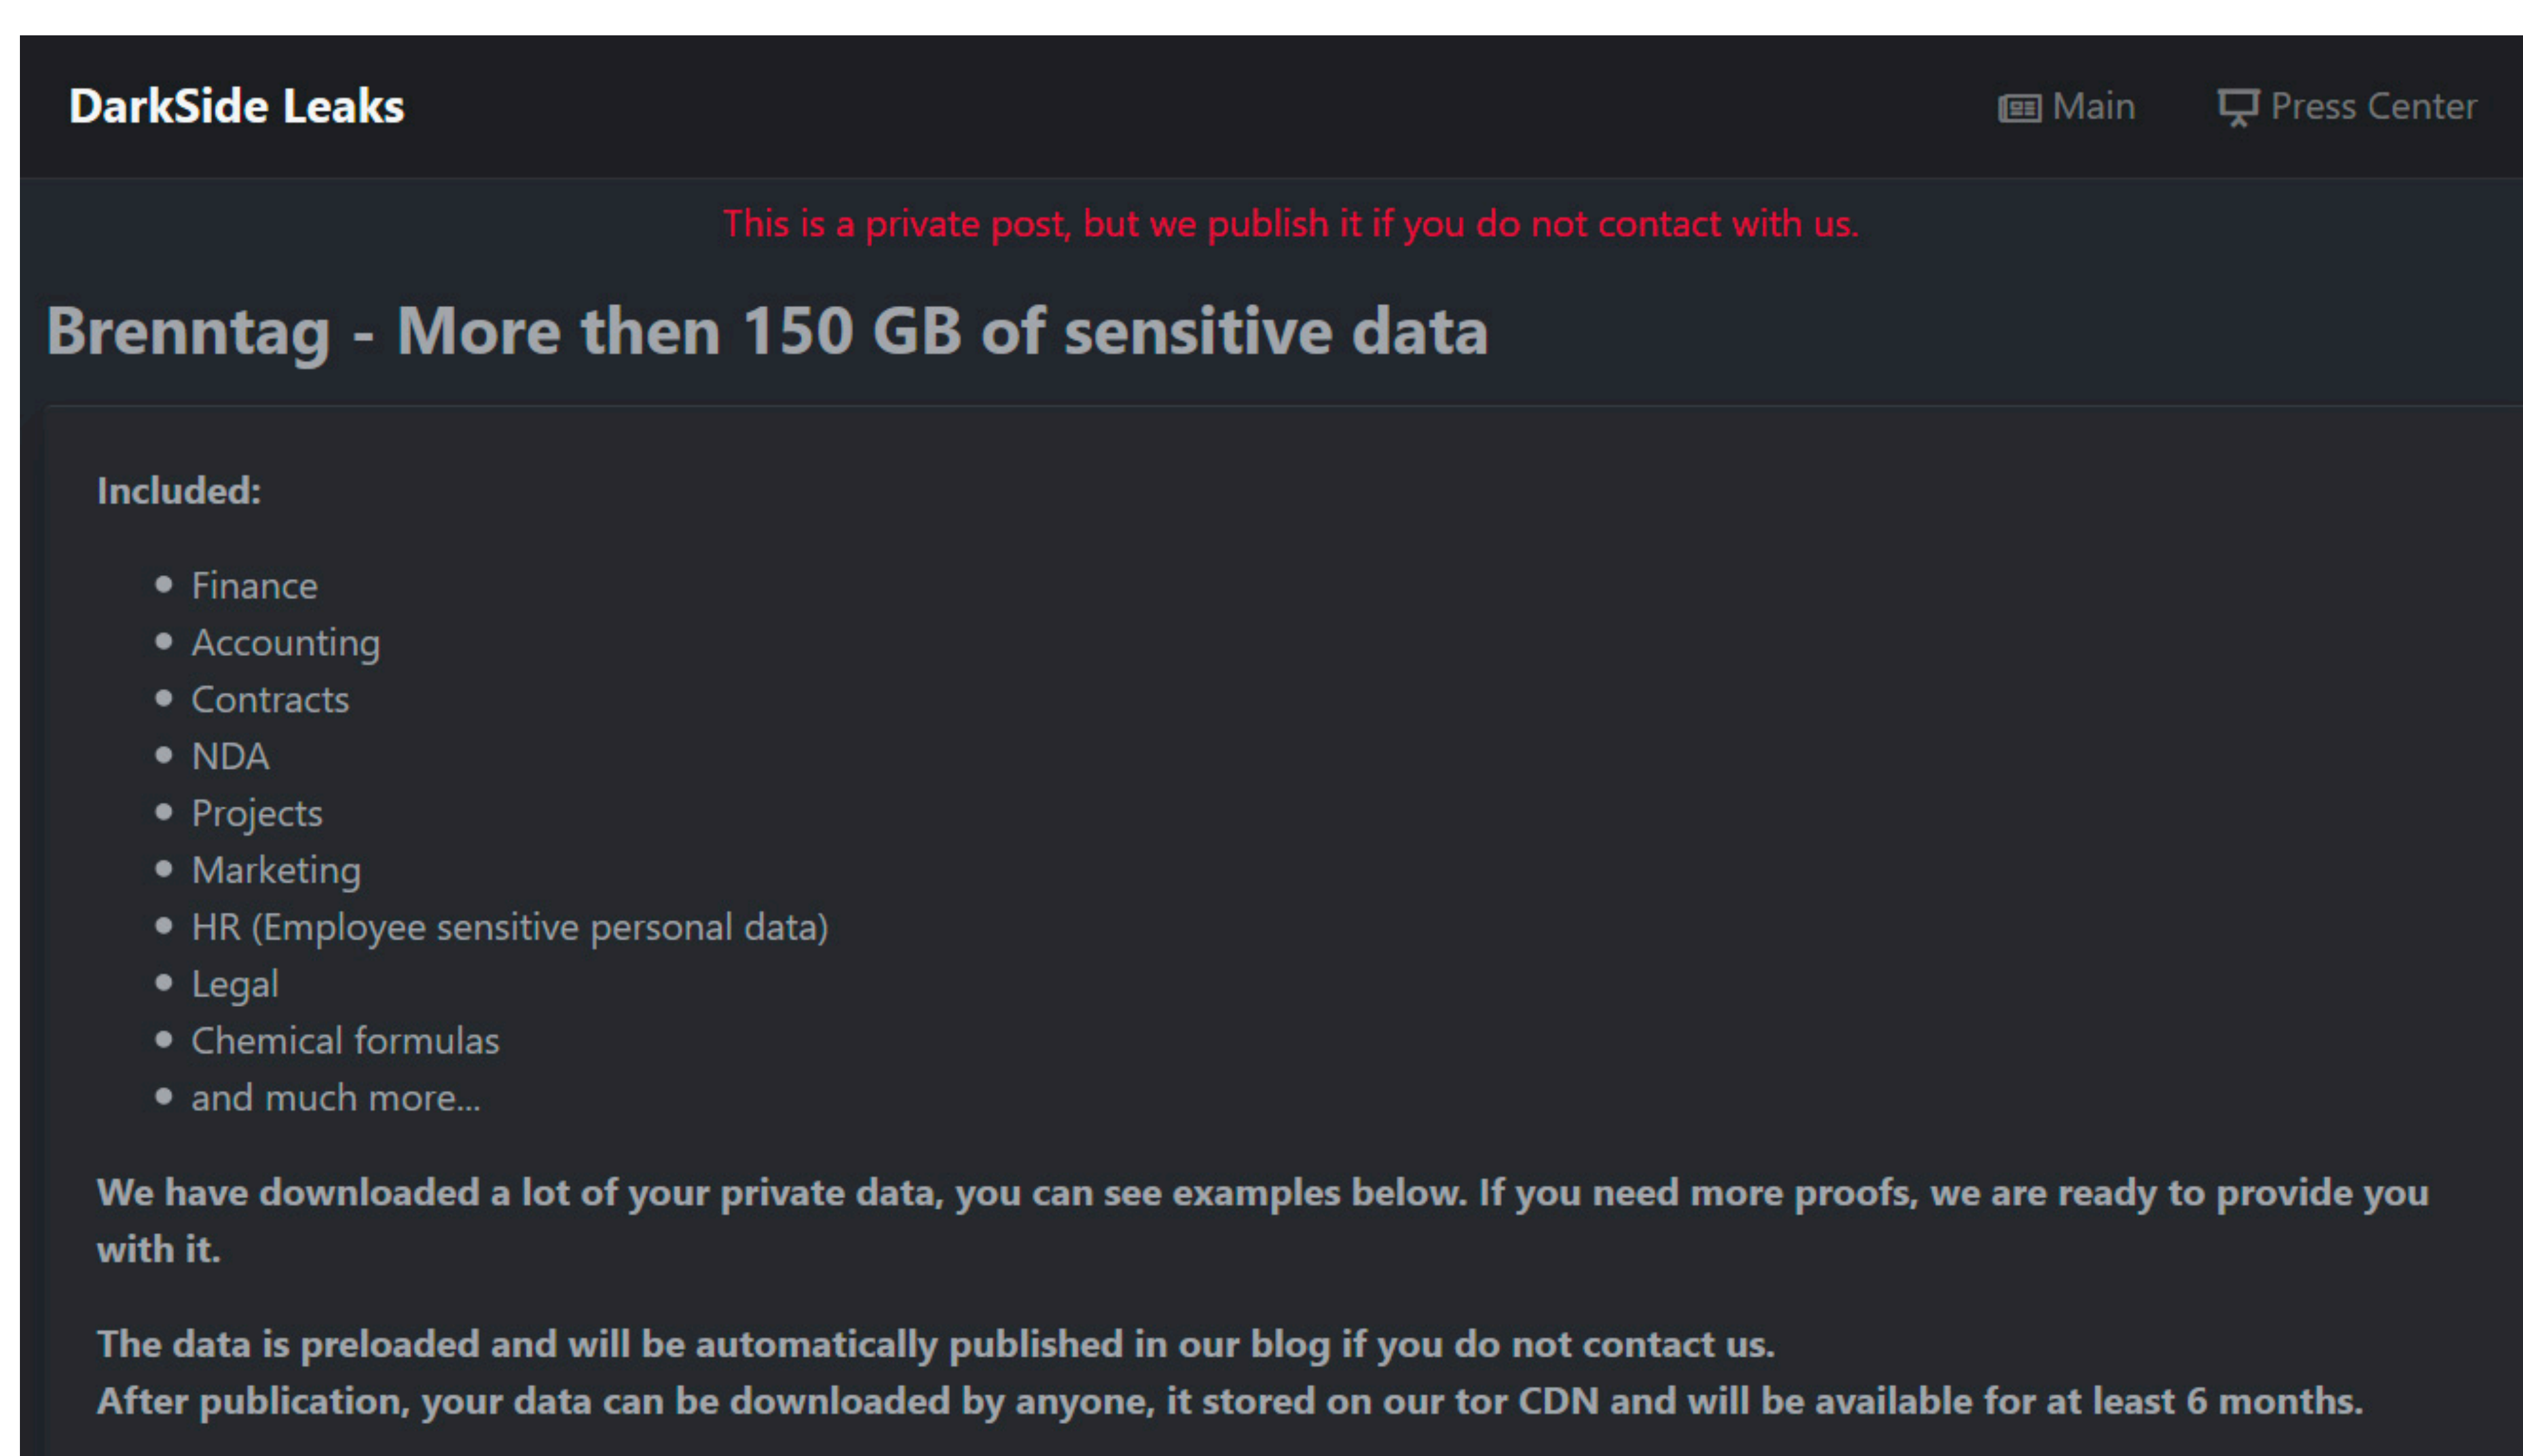 DarkSide Leaks
Main
Press Center
This is a private post, but we publish it if you do not contact with us.
Brenntag - More then 150 GB of sensitive data
Included:
Finance
Accounting
Contracts
NDA
Projects
Marketing
HR (Employee sensitive personal data)
Legal
Chemical formulas
and much more...
We have downloaded a lot of your private data, you can see examples below. If you need more proofs, we are ready to provide you
with it.
The data is preloaded and will be automatically published in our blog if you do not contact us.
After publication, your data can be downloaded by anyone, it stored on our tor CDN and will be available for at least 6 months.